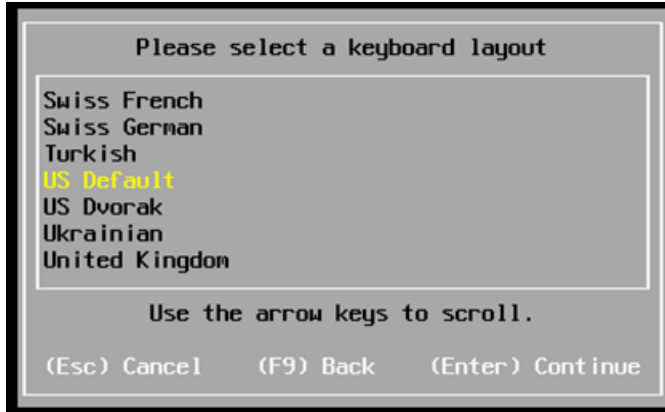 Please select a keyboard layout
Swiss French
Swiss German
Turkish
US Default
US Dvorak
Ukrainian
United Kingdom
Use the arrow keys to scroll.
(Esc) Cancel (F9) Back (Enter) Continue